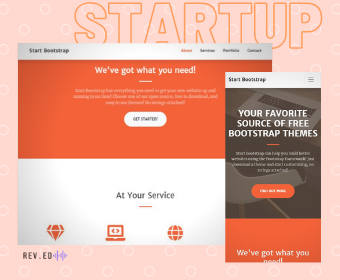 STARTUP
Start Bootstrap
About Services Portfolio Contact
We've got what you need!
Start Bootstrap has everything you need to get your new website up and
running in no time! Choose one of our open source, free to download, and
easy to use themes! No strings attached!
GET STARTED!
At Your Service
Start Bootstrap
YOUR FAVORITE
SOURCE OF FREE
BOOTSTRAP THEMES
Start Bootstrap can help you build better
websites using the Bootstrap framework! Just
download a theme and start customizing, no
strings attached!
FIND OUT MORE
We've got what you
need!
REV.ED